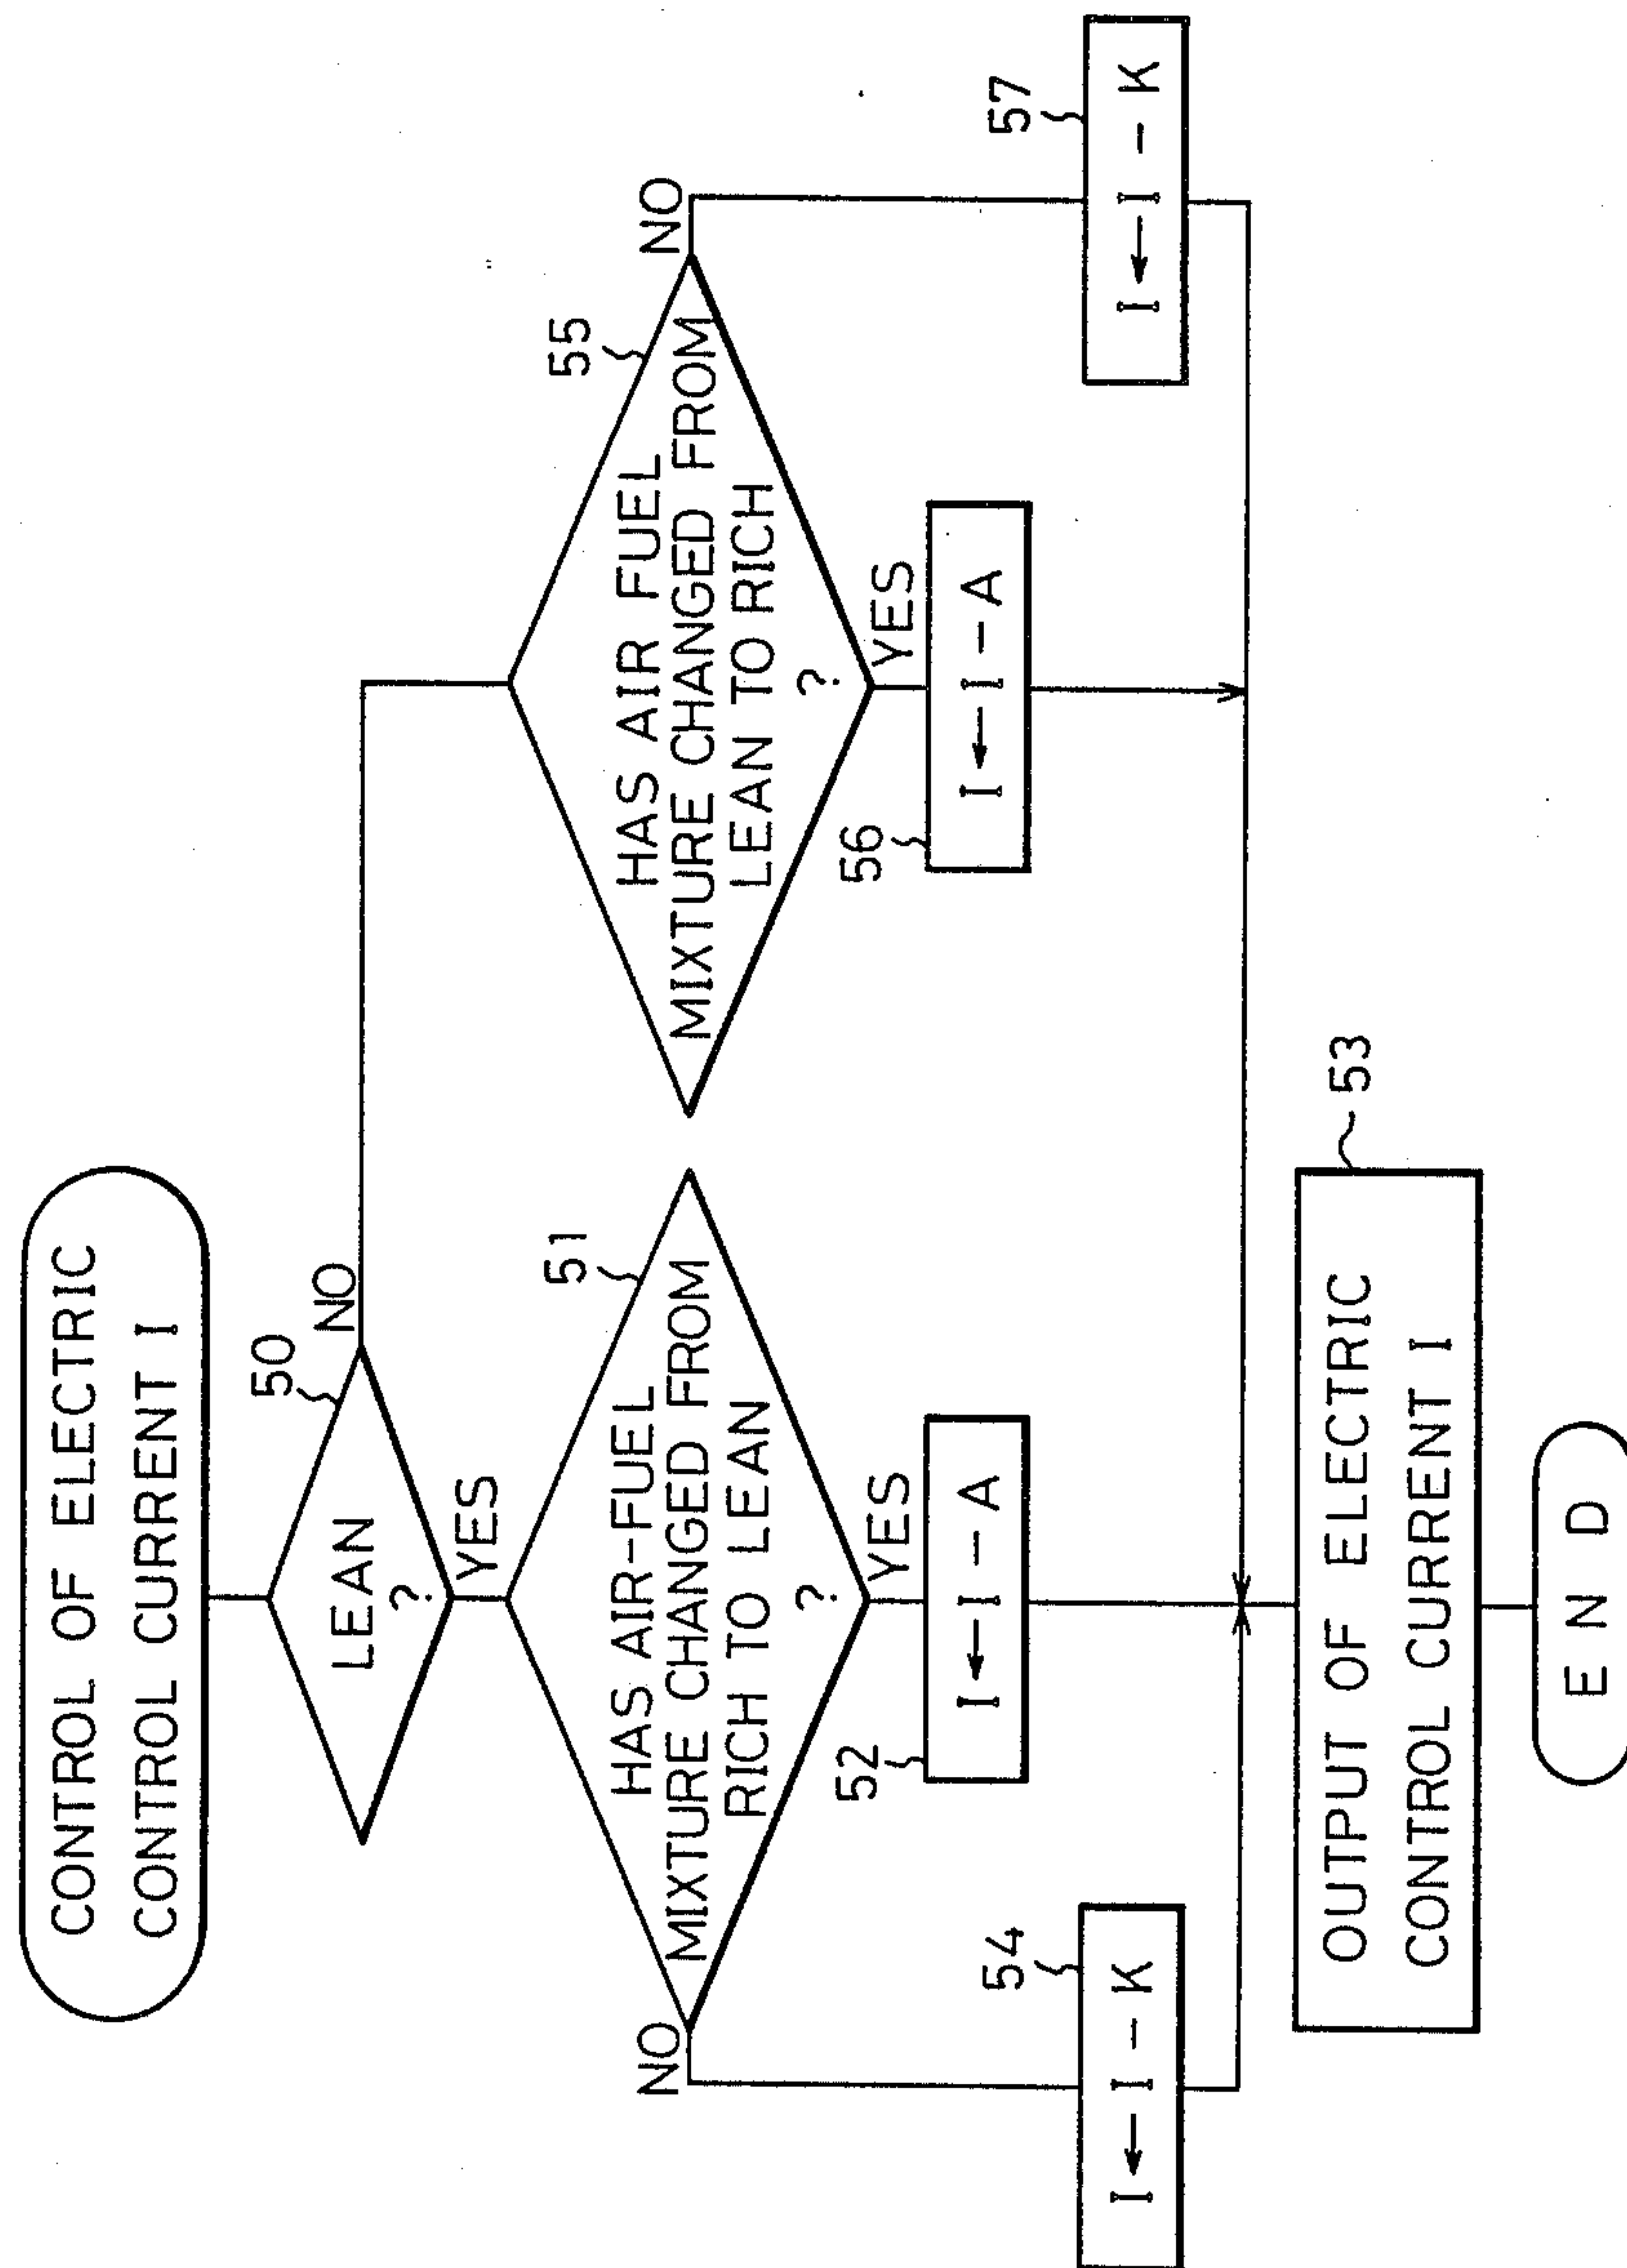 CONTROL OF ELECTRIC
CONTROL CURRENT I
50
LEAN
?
NO
YES
51
HAS AIR-FUEL
MIXTURE CHANGED FROM
RICH TO LEAN
?
NO
YES
55
HAS AIR FUEL
MIXTURE CHANGED FROM
LEAN TO RICH
?
NO
YES
52
I ← I - A
56
I ← I - A
54
I ← I - K
57
I ← I - K
53
OUTPUT OF ELECTRIC
CONTROL CURRENT I
END